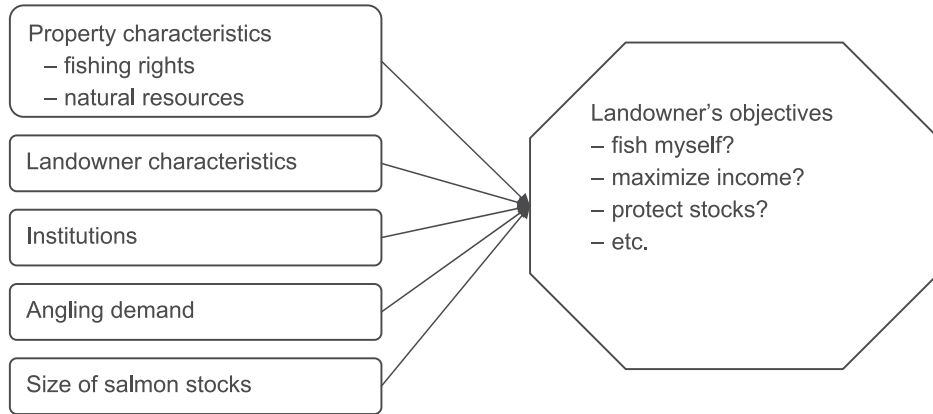 Property characteristics
– fishing rights
– natural resources
Landowner characteristics
Institutions
Angling demand
Size of salmon stocks
Landowner’s objectives
– fish myself?
– maximize income?
– protect stocks?
– etc.